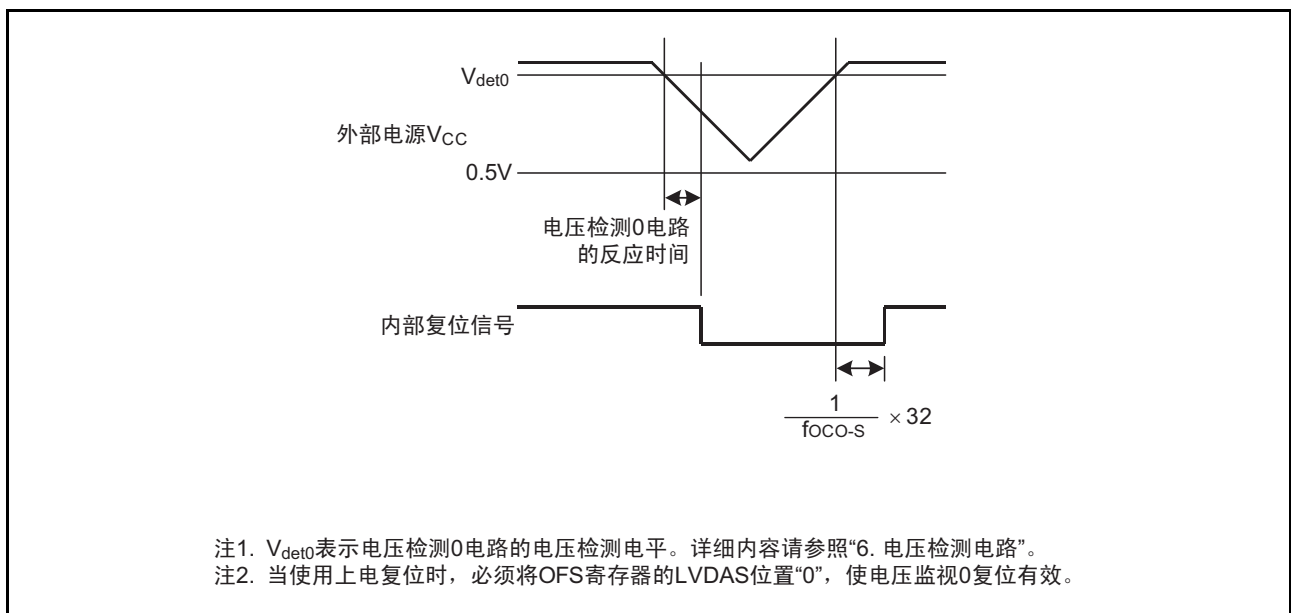 Vdet0
外部电源VCC
0.5V
电压检测0电路
的反应时间
内部复位信号
1
fOCO-S
× 32
注1. Vdet0表示电压检测0电路的电压检测电平。详细内容请参照“6. 电压检测电路”。
注2. 当使用上电复位时，必须将OFS寄存器的LVDAS位置“0”，使电压监视0复位有效。